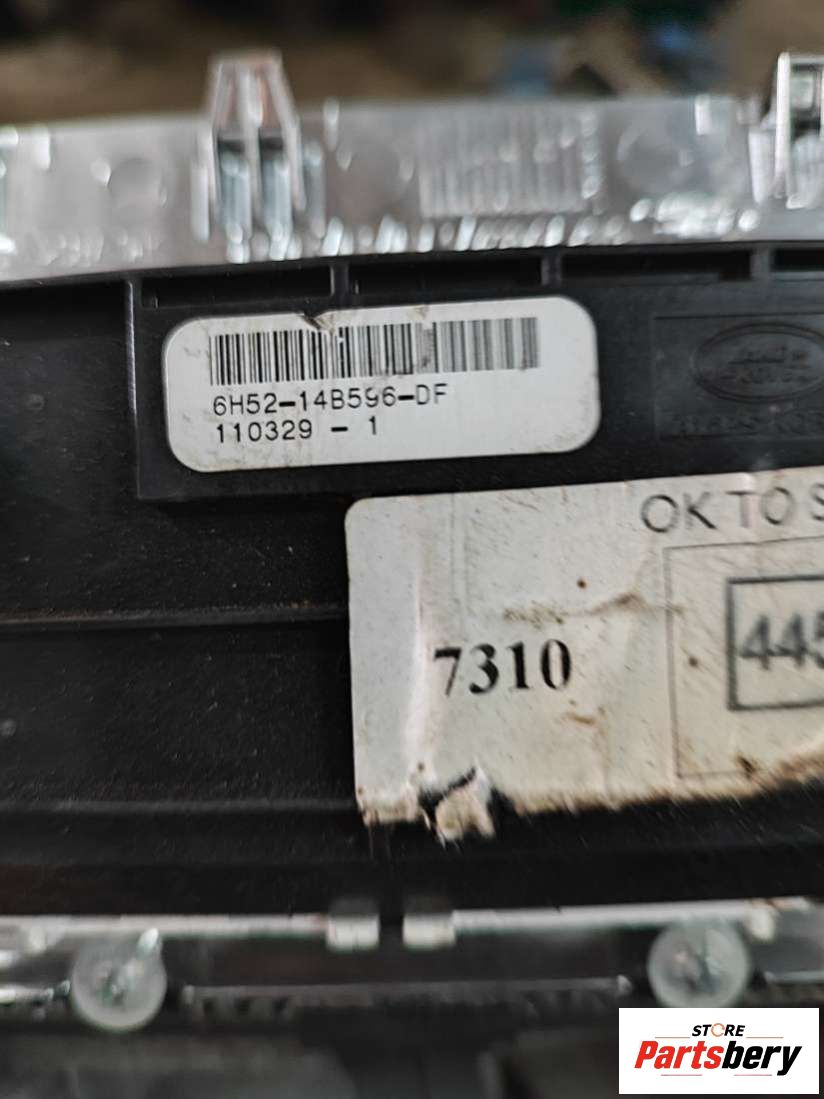 6H52-14B596-DF
110329 - 1
OK TO S
7310
445
STORE
Partsbery